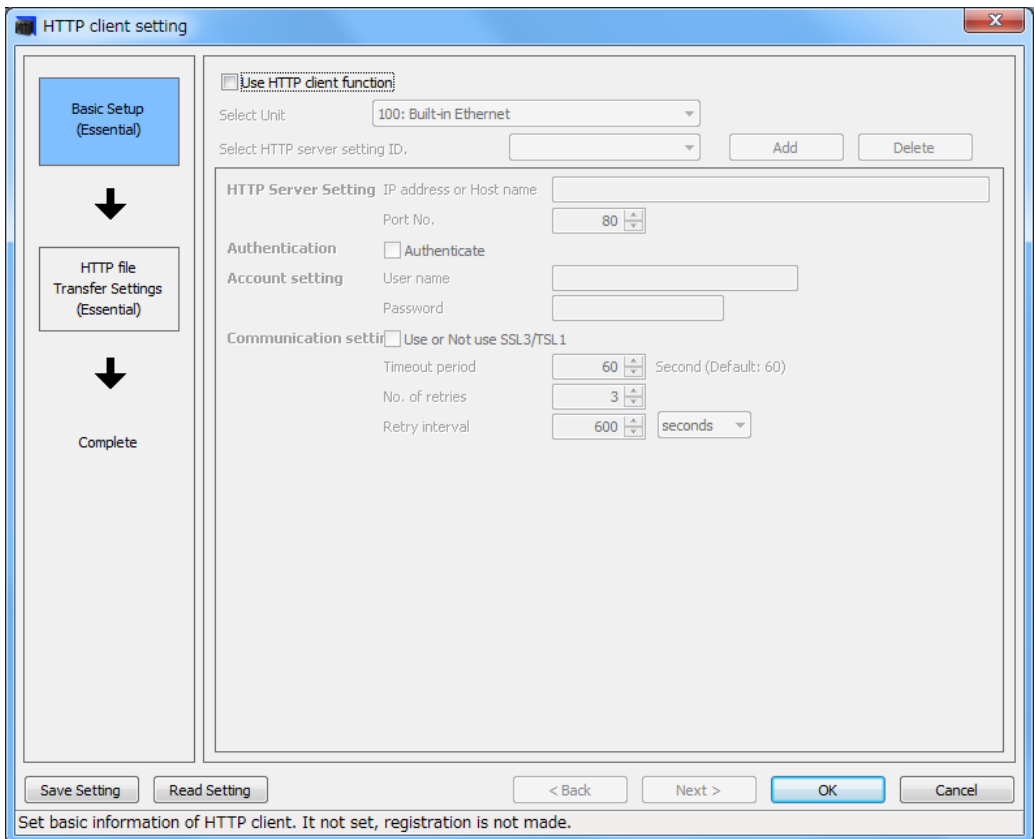 HTTP client setting
Basic Setup
(Essential)
HTTP file
Transfer Settings
(Essential)
Complete
Use HTTP client function
Select Unit 100: Built-in Ethernet
Select HTTP server setting ID. Add Delete
HTTP Server Setting IP address or Host name
Port No. 80
Authentication Authenticate
Account setting User name
Password
Communication settin Use or Not use SSL3/TSL1
Timeout period 60 Second (Default: 60)
No. of retries 3
Retry interval 600 seconds
Save Setting Read Setting < Back Next > OK Cancel
Set basic information of HTTP client. It not set, registration is not made.